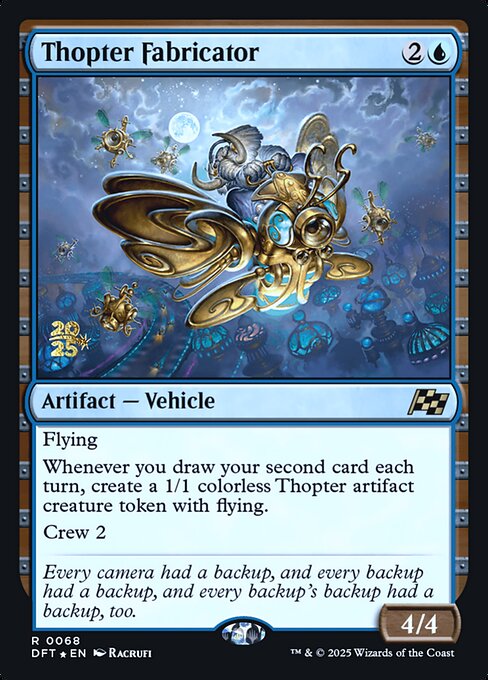 Thopter Fabricator 2
2025
Artifact — Vehicle
Flying
Whenever you draw your second card each
turn, create a 1/1 colorless Thopter artifact
creature token with flying.
Crew 2
Every camera had a backup, and every backup
had a backup, and every backup's backup had a
backup, too.
4/4
R 0068
DFT ★ EN Racrufi
™ & © 2025 Wizards of the Coast